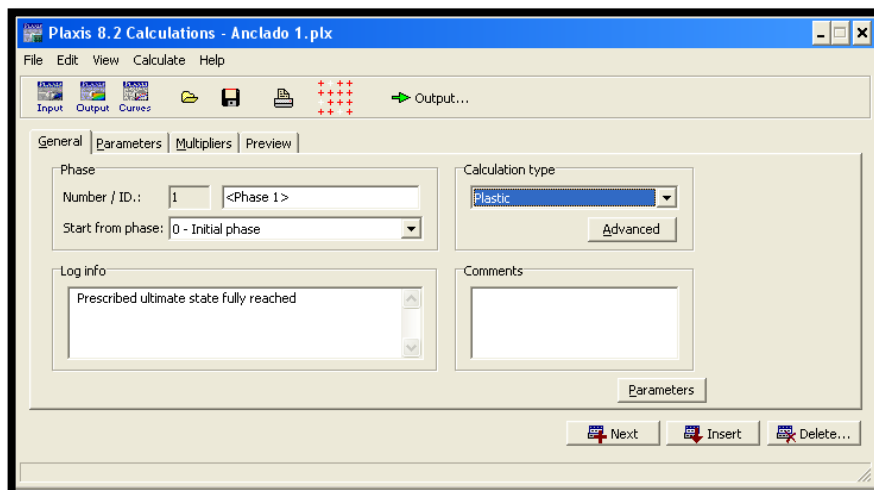 Plaxis 8.2 Calculations - Anclado 1.plx
File Edit View Calculate Help
Input Output Curves Output...
General Parameters Multipliers Preview
Phase
Number / ID.: 1 <Phase 1>
Start from phase: 0 - Initial phase
Calculation type
Plastic
Advanced
Log info
Prescribed ultimate state fully reached
Comments
Parameters
Next Insert Delete...